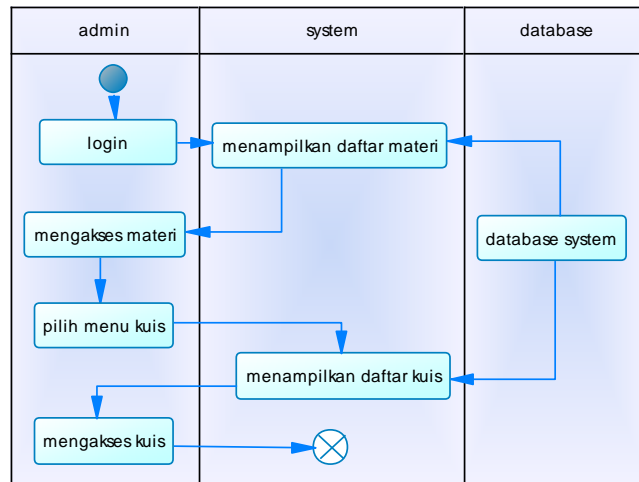 admin
system
database
login
menampilkan daftar materi
mengakses materi
database system
pilih menu kuis
menampilkan daftar kuis
mengakses kuis